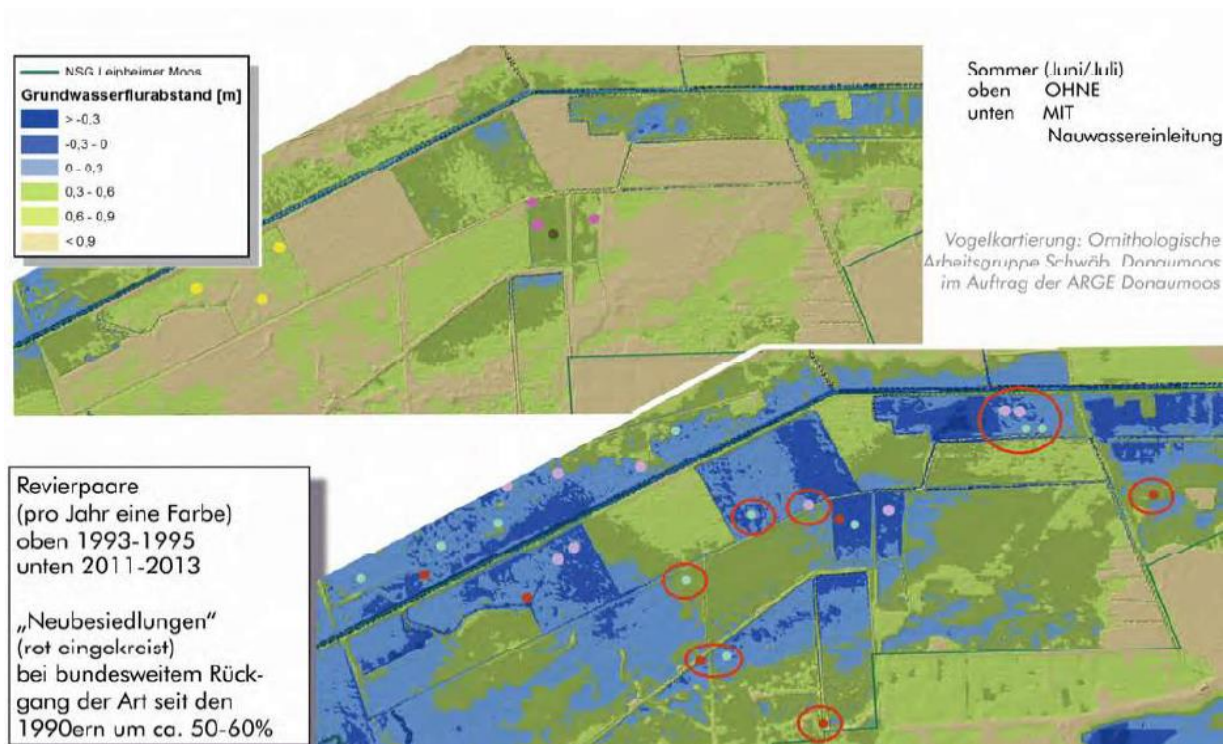 NSG Leipheimer Moos
Grundwasserflurabstand [m]
> -0,3
-0,3 - 0
0 - 0,3
0,3 - 0,6
0,6 - 0,9
< 0,9
Sommer (Juni/Juli)
oben OHNE
unten MIT
Nauwassereinleitung
Vogelkartierung: Ornithologische
Arbeitsgruppe Schwäb. Donaumoos
im Auftrag der ARGE Donaumoos
Revierpaare
(pro Jahr eine Farbe)
oben 1993-1995
unten 2011-2013
„Neubesiedlungen“
(rot eingekreist)
bei bundesweitem Rück-
gang der Art seit den
1990ern um ca. 50-60%